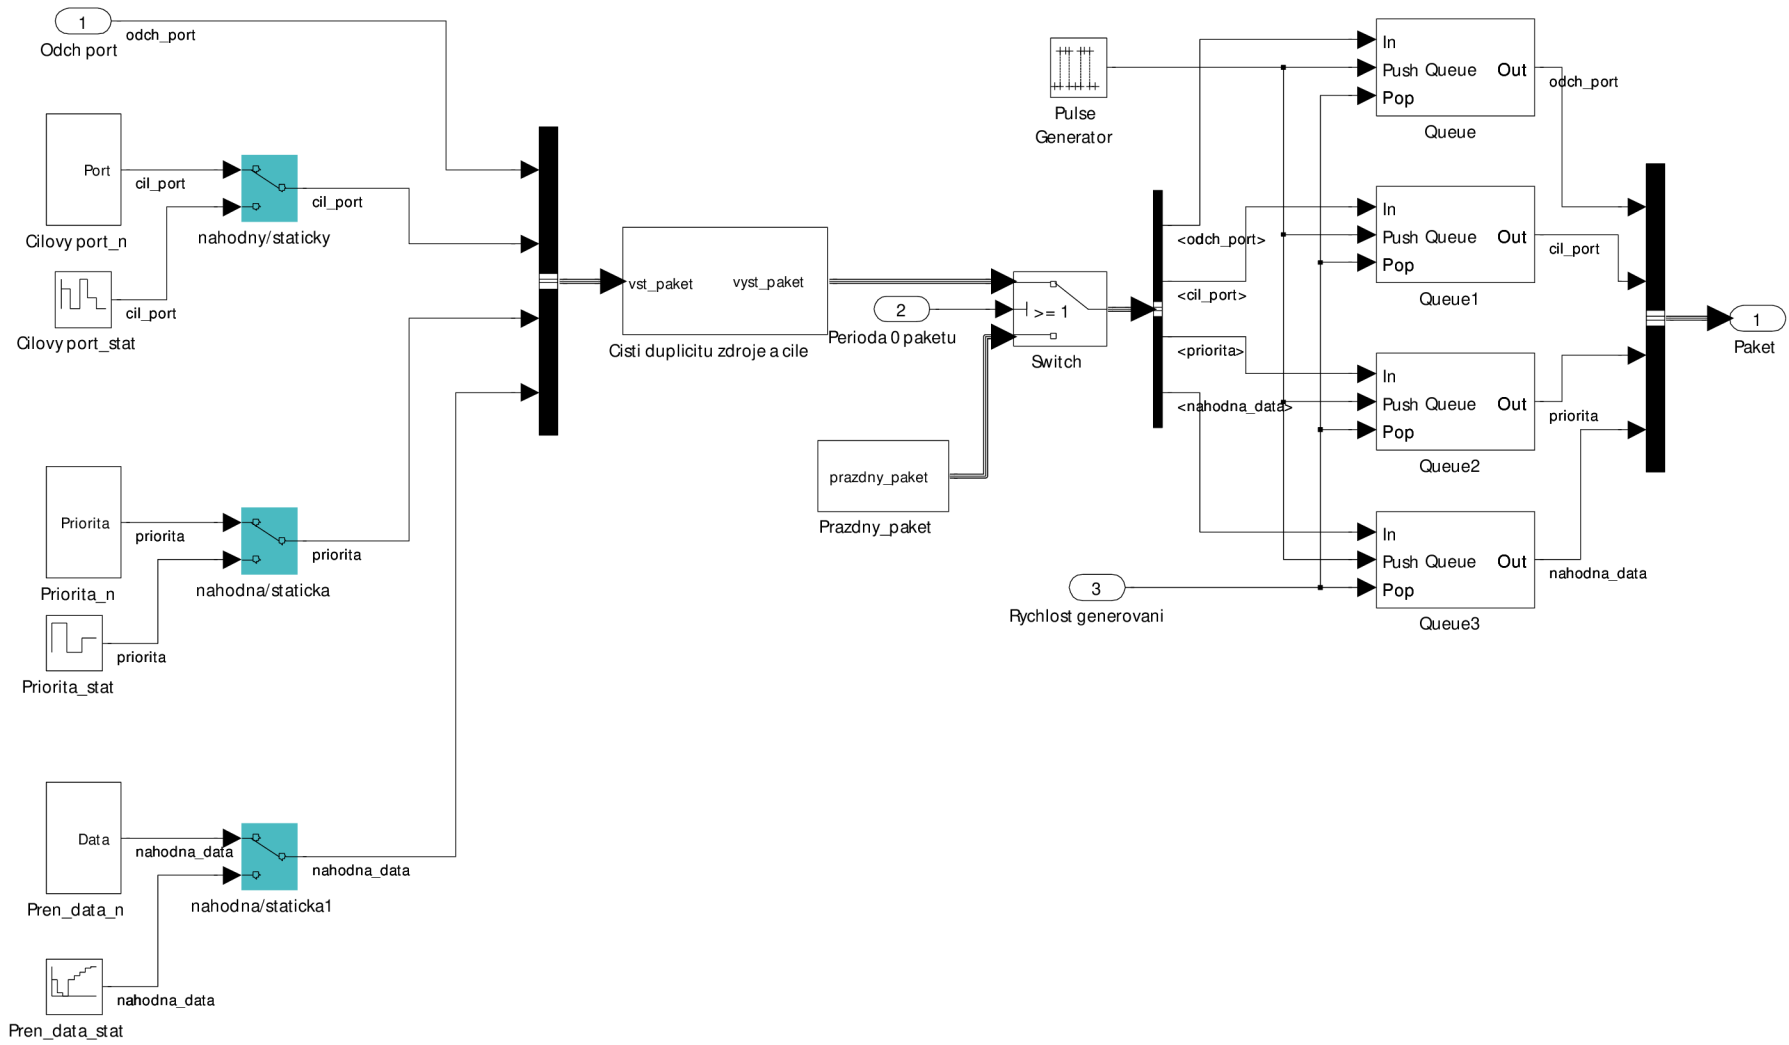 1
Odch port
odch_port
Port
cil_port
Cilovy port_n
cil_port
Cilovy port_stat
nahodny/staticky
cil_port
Priorita
priorita
Priorita_n
priorita
Priorita_stat
nahodna/staticka
priorita
Data
nahodna_data
Pren_data_n
nahodna_data
Pren_data_stat
nahodna/staticka1
nahodna_data
vst_paket
vyst_paket
Cisti duplicitu zdroje a cile
2
Perioda 0 paketu
>= 1
Switch
prazdny_paket
Prazdny_paket
Pulse
Generator
<odch_port>
<cil_port>
<priorita>
<nahodna_data>
3
Rychlost generovani
In
Push Queue Out
Pop
Queue
odch_port
In
Push Queue Out
Pop
Queue1
cil_port
In
Push Queue Out
Pop
Queue2
priorita
In
Push Queue Out
Pop
Queue3
nahodna_data
1
Paket